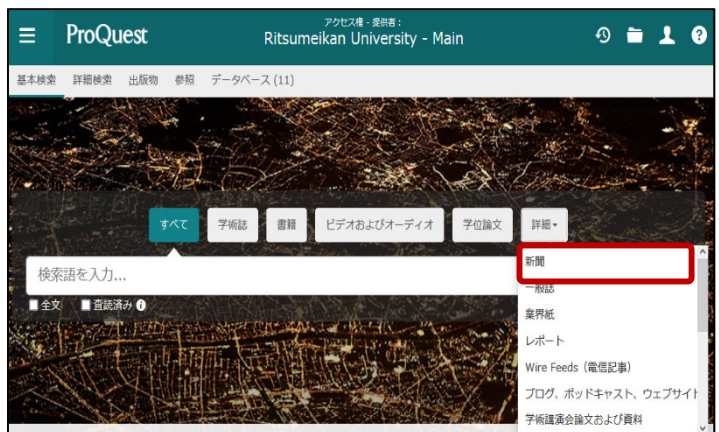 ProQuest
アクセス権 - 提供者：
Ritsumeikan University - Main
基本検索 詳細検索 出版物 参照 データベース (11)
すべて 学術誌 書籍 ビデオおよびオーディオ 学位論文 詳細
検索語を入力...
全文 査読済み
新聞
一般誌
業界紙
レポート
Wire Feeds（電信記事）
ブログ、ポッドキャスト、ウェブサイト
学術講演会論文および資料